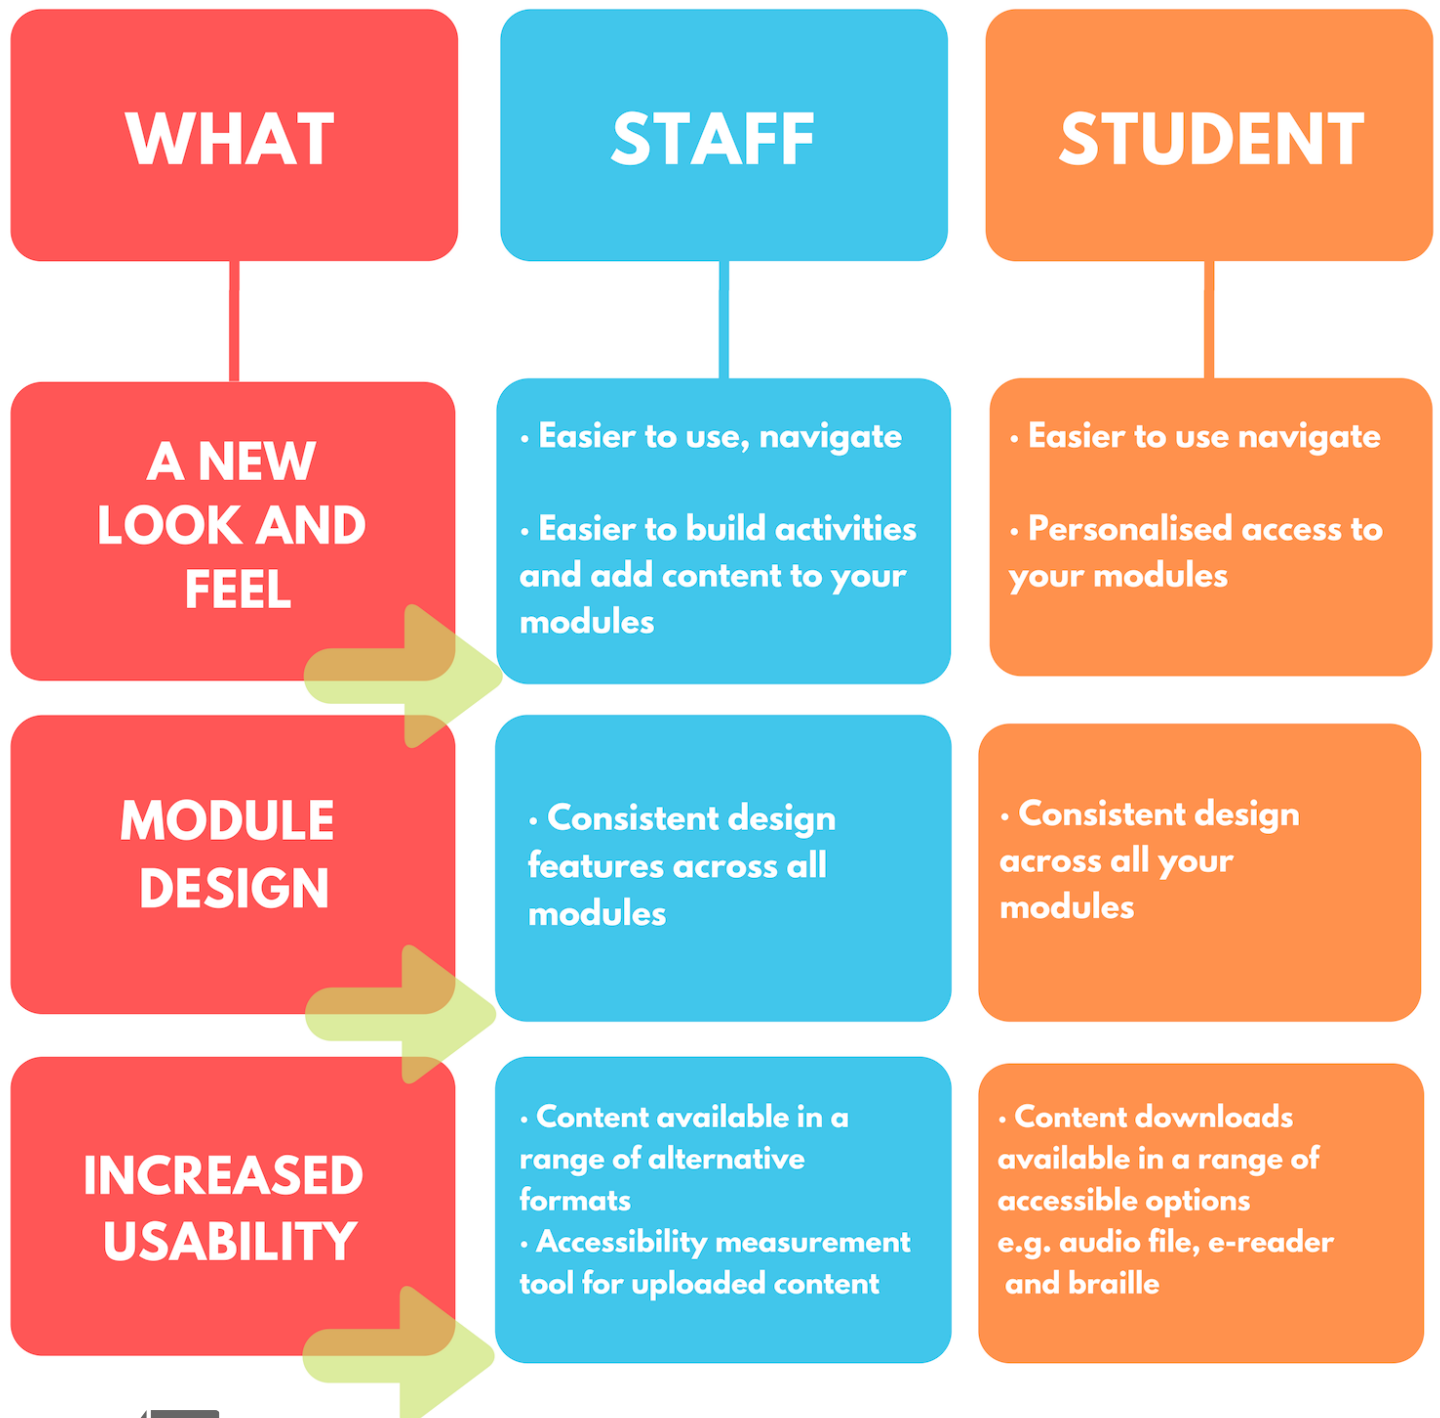 WHAT
STAFF
STUDENT
A NEW
LOOK AND
FEEL
• Easier to use, navigate
• Easier to build activities
and add content to your
modules
• Easier to use navigate
• Personalised access to
your modules
MODULE
DESIGN
• Consistent design
features across all
modules
• Consistent design
across all your
modules
INCREASED
USABILITY
• Content available in a
range of alternative
formats
• Accessibility measurement
tool for uploaded content
• Content downloads
available in a range of
accessible options
e.g. audio file, e-reader
and braille